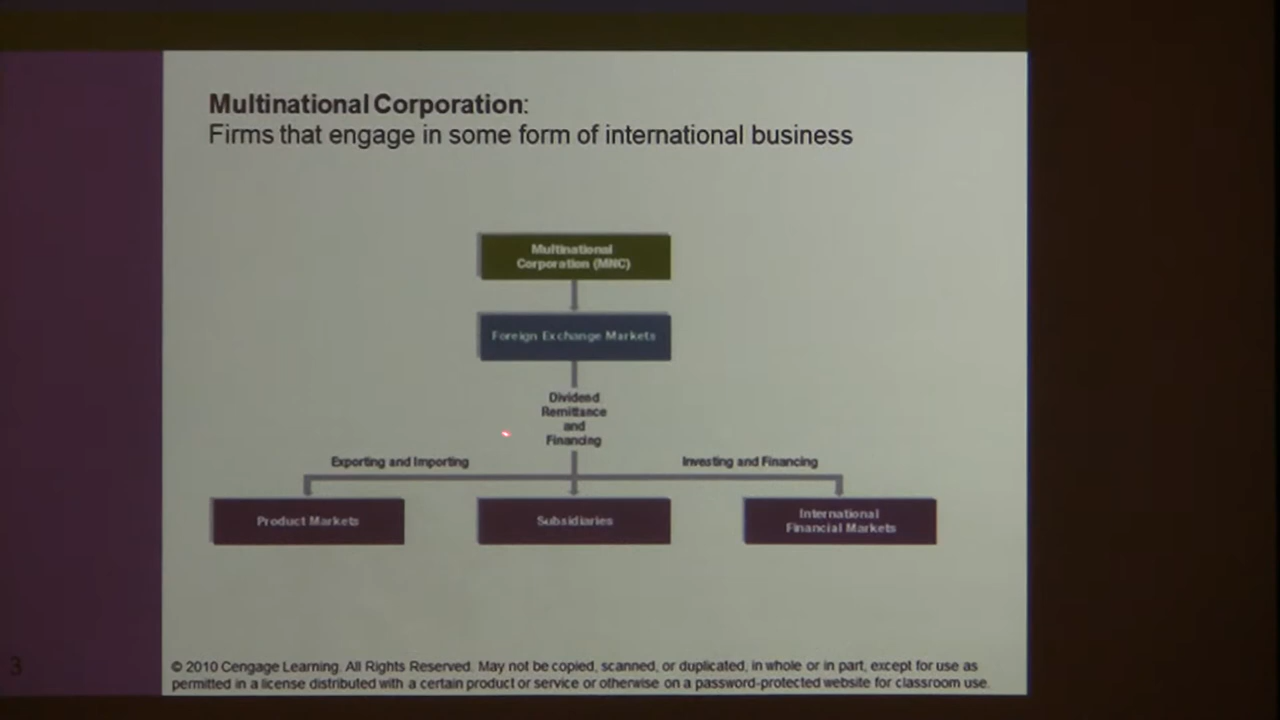 Multinational Corporation:
Firms that engage in some form of international business
Multinational
Corporation (MNC)
Foreign Exchange Markets
Dividend
Remittance
and
Financing
Exporting and Importing
Investing and Financing
Product Markets
Subsidiaries
International
Financial Markets
3
© 2010 Cengage Learning. All Rights Reserved. May not be copied, scanned, or duplicated, in whole or in part, except for use as
permitted in a license distributed with a certain product or service or otherwise on a password-protected website for classroom use.